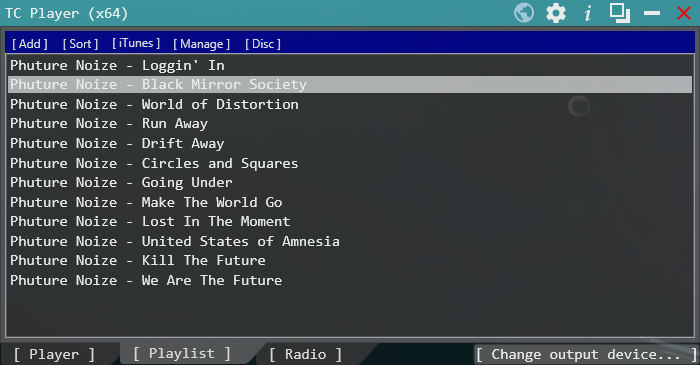 TC Player (x64)
[Add] [Sort] [iTunes] [Manage] [Disc]
Phuture Noize - Loggin' In
Phuture Noize - Black Mirror Society
Phuture Noize - World of Distortion
Phuture Noize - Run Away
Phuture Noize - Drift Away
Phuture Noize - Circles and Squares
Phuture Noize - Going Under
Phuture Noize - Make The World Go
Phuture Noize - Lost In The Moment
Phuture Noize - United States of Amnesia
Phuture Noize - Kill The Future
Phuture Noize - We Are The Future
[ Player ] [ Playlist ] [ Radio ] [ Change output device... ]